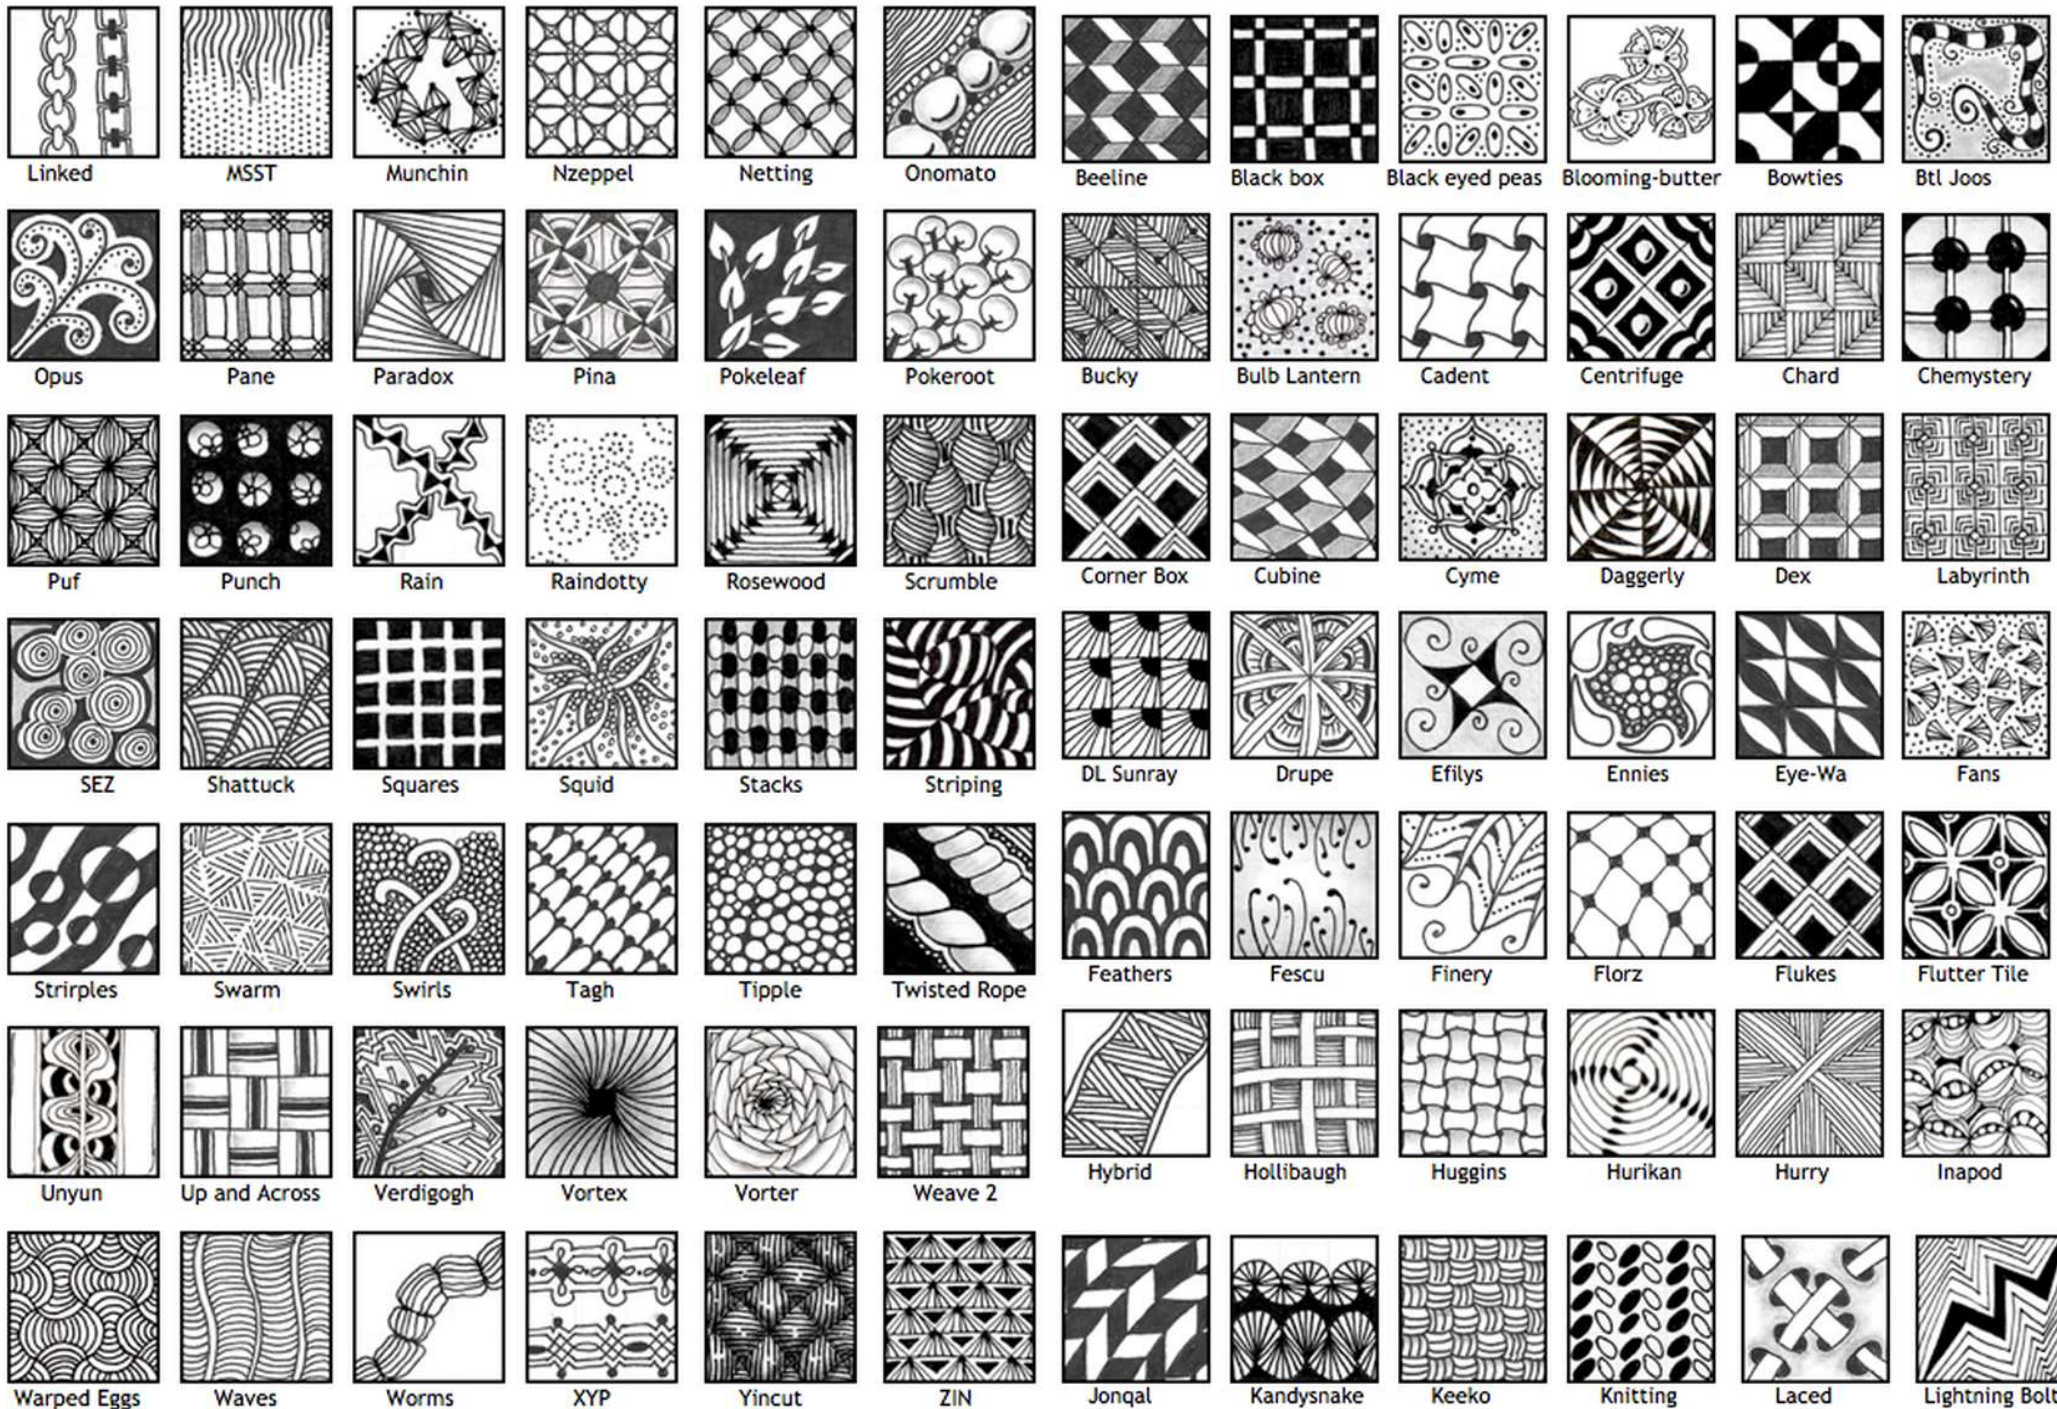 Linked MSST Munchin Nzeppel Netting Onomato Beeline Black box Black eyed peas Blooming-butter Bowties Btl Joos
Opus Pane Paradox Pina Pokeleaf Pokeroot Bucky Bulb Lantern Cadent Centrifuge Chard Chemystery
Puf Punch Rain Raindotty Rosewood Scrumble Corner Box Cubine Cyme Daggerly Dex Labyrinth
SEZ Shattuck Squares Squid Stacks Striping DL Sunray Drupe Efilys Ennies Eye-Wa Fans
Strirples Swarm Swirls Tagh Tipple Twisted Rope Feathers Fescu Finery Florz Flukes Flutter Tile
Unyun Up and Across Verdigogh Vortex Vorter Weave 2 Hybrid Hollibaugh Huggins Hurikan Hurry Inapod
Warped Eggs Waves Worms XYP Yincut ZIN Jonqal Kandysnake Keeko Knitting Laced Lightning Bolt